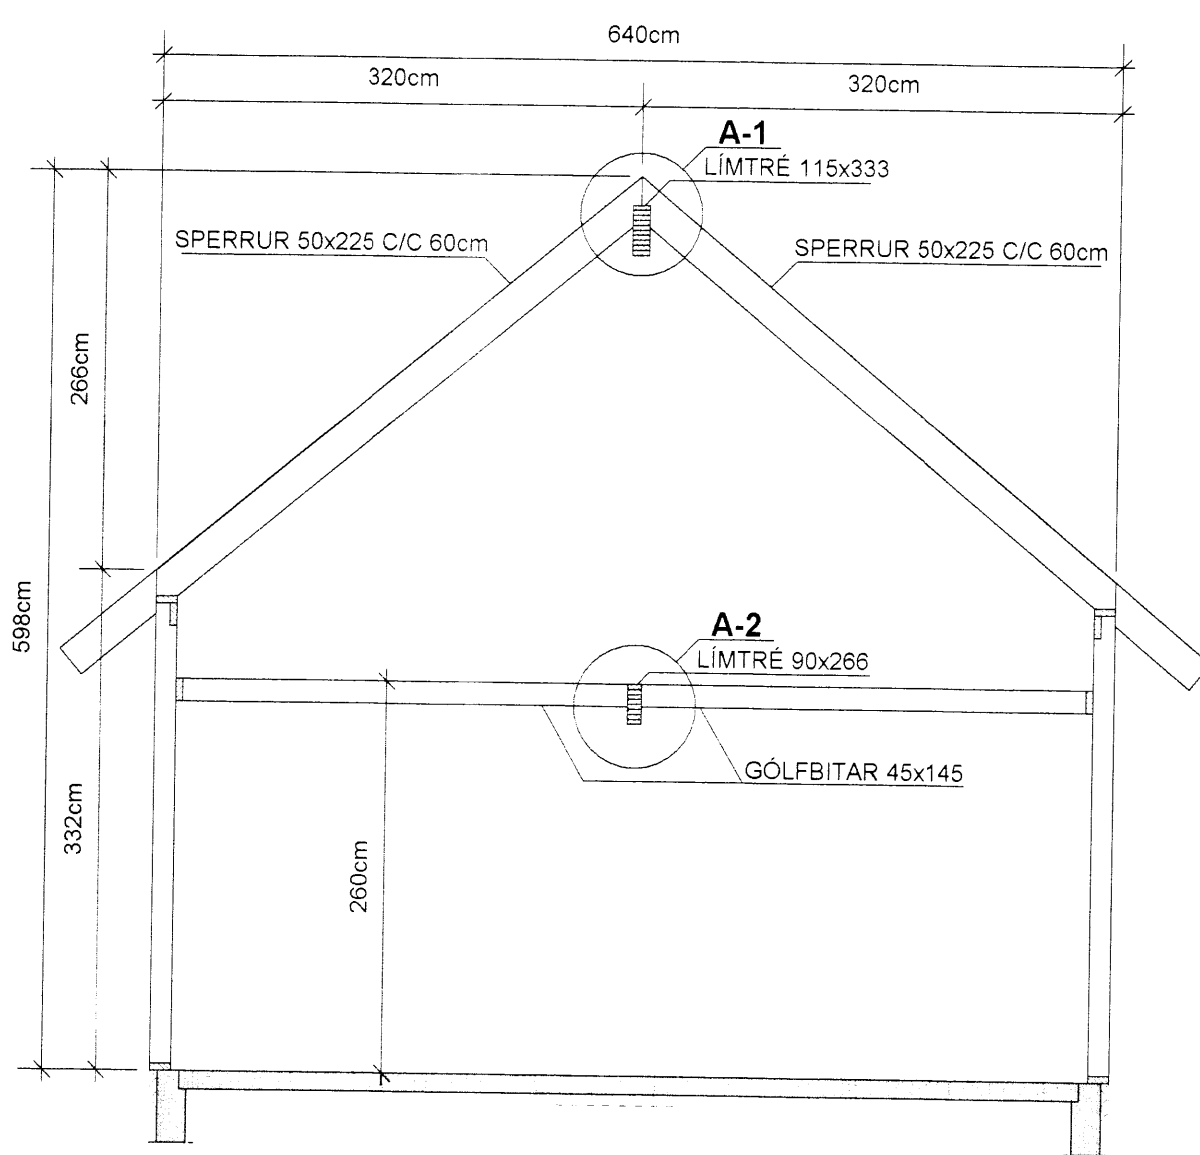 640cm
320cm
320cm
A-1
LÍMTRÉ 115x333
SPERRUR 50x225 C/C 60cm
SPERRUR 50x225 C/C 60cm
266cm
598cm
A-2
LÍMTRÉ 90x266
GÓLFBITAR 45x145
332cm
260cm